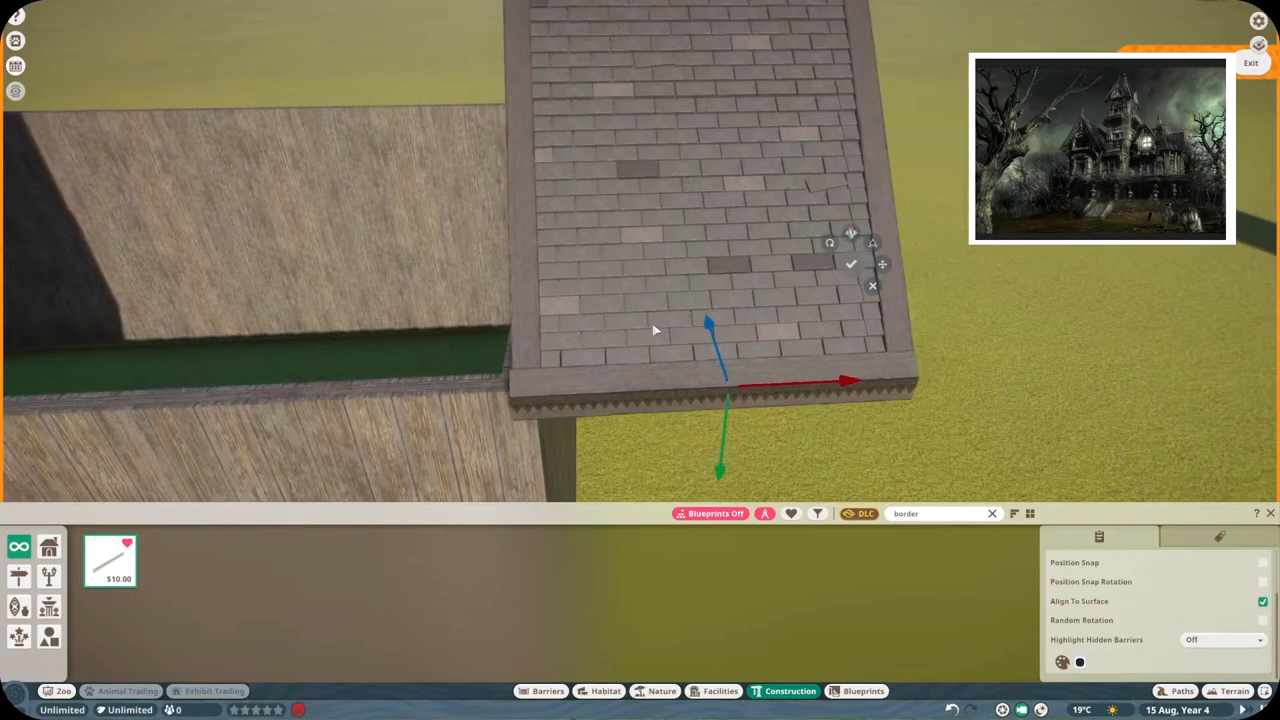 Exit
Blueprints Off
DLC
border
?
$10.00
Position Snap
Position Snap Rotation
Align To Surface
Random Rotation
Highlight Hidden Barriers
Off
Zoo
Animal Trading
Exhibit Trading
Barriers
Habitat
Nature
Facilities
Construction
Blueprints
Paths
Terrain
Unlimited
Unlimited
0
19°C
15 Aug, Year 4